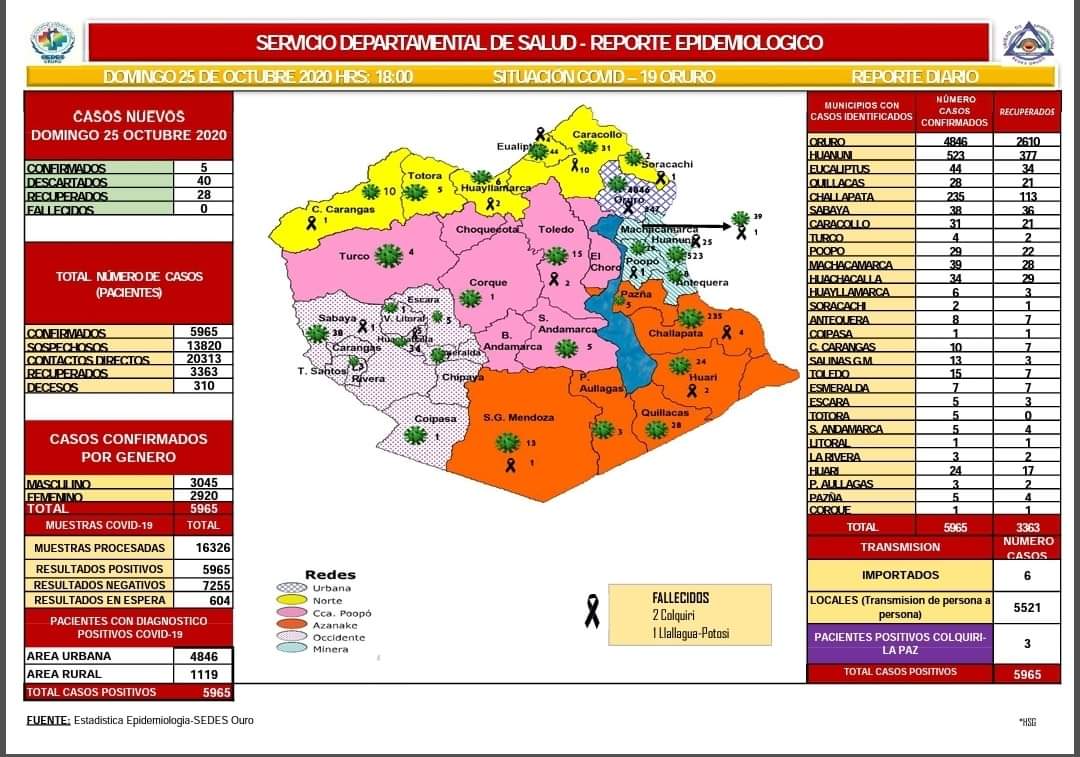 SERVICIO DEPARTAMENTAL DE SALUD - REPORTE EPIDEMIOLOGICO
DOMINGO 25 DE OCTUBRE 2020 HRS: 18:00 SITUACIÓN COVID – 19 ORURO REPORTE DIARIO
CASOS NUEVOS
DOMINGO 25 OCTUBRE 2020
CONFIRMADOS 5
DESCARTADOS 40
RECUPERADOS 28
FALLECIDOS 0
TOTAL NÚMERO DE CASOS
(PACIENTES)
CONFIRMADOS 5965
SOSPECHOSOS 13820
CONTACTOS DIRECTOS 20313
RECUPERADOS 3363
DECESOS 310
CASOS CONFIRMADOS
POR GENERO
MASCULINO 3045
FEMENINO 2920
TOTAL 5965
MUESTRAS COVID-19 TOTAL
MUESTRAS PROCESADAS 16326
RESULTADOS POSITIVOS 5965
RESULTADOS NEGATIVOS 7255
RESULTADOS EN ESPERA 604
PACIENTES CON DIAGNOSTICO
POSITIVOS COVID-19
AREA URBANA 4846
AREA RURAL 1119
TOTAL CASOS POSITIVOS 5965
Caracollo
31
10
44
2
Soracachi
1
Totora
5
10
6
Huayllamarca
2
C. Carangas
1
4846
Oruro
247
39
1
Choquecota
Toledo
15
2
Machacamarca
Huanuni
25
523
Poopó
1
Antequera
Turco
4
El
Choro
Corque
1
Pazña
5
Escara
Sabaya
38
1
V. Litoral
5
Carangas
34
T. Santos
Rivera
Chipaya
S.
Andamarca
5
B.
Andamarca
235
Challapata
4
24
Huari
2
P.
Aullagas
3
Quillacas
28
Coipasa
1
S.G. Mendoza
13
1
Redes
Urbana
Norte
Cca. Poopó
Azanake
Occidente
Minera
FALLECIDOS
2 Colquiri
1 Llallagua-Potosi
MUNICIPIOS CON
CASOS IDENTIFICADOS
NÚMERO
CASOS
CONFIRMADOS
RECUPERADOS
ORURO 4846 2610
HUANUNI 523 377
EUCALIPTUS 44 34
QUILLACAS 28 21
CHALLAPATA 235 113
SABAYA 38 36
CARACOLLO 31 21
TURCO 4 2
POOPO 29 22
MACHACAMARCA 39 28
HUACHACALLA 34 29
HUAYLLAMARCA 6 3
SORACACHI 2 1
ANTEQUERA 8 7
COIPASA 1 1
C. CARANGAS 10 7
SALINAS G.M. 13 3
TOLEDO 15 7
ESMERALDA 7 7
ESCARA 5 3
TOTORA 5 0
S. ANDAMARCA 5 4
LITORAL 1 1
LA RIVERA 3 2
HUARI 24 17
P. AULLAGAS 3 2
PAZÑA 5 4
CORQUE 1 1
TOTAL 5965 3363
TRANSMISION NUMERO
CASOS
IMPORTADOS 6
LOCALES (Transmision de persona a
persona) 5521
PACIENTES POSITIVOS COLQUIRI-
LA PAZ 3
TOTAL CASOS POSITIVOS 5965
FUENTE: Estadistica Epidemiologia-SEDES Ouro
*HSG